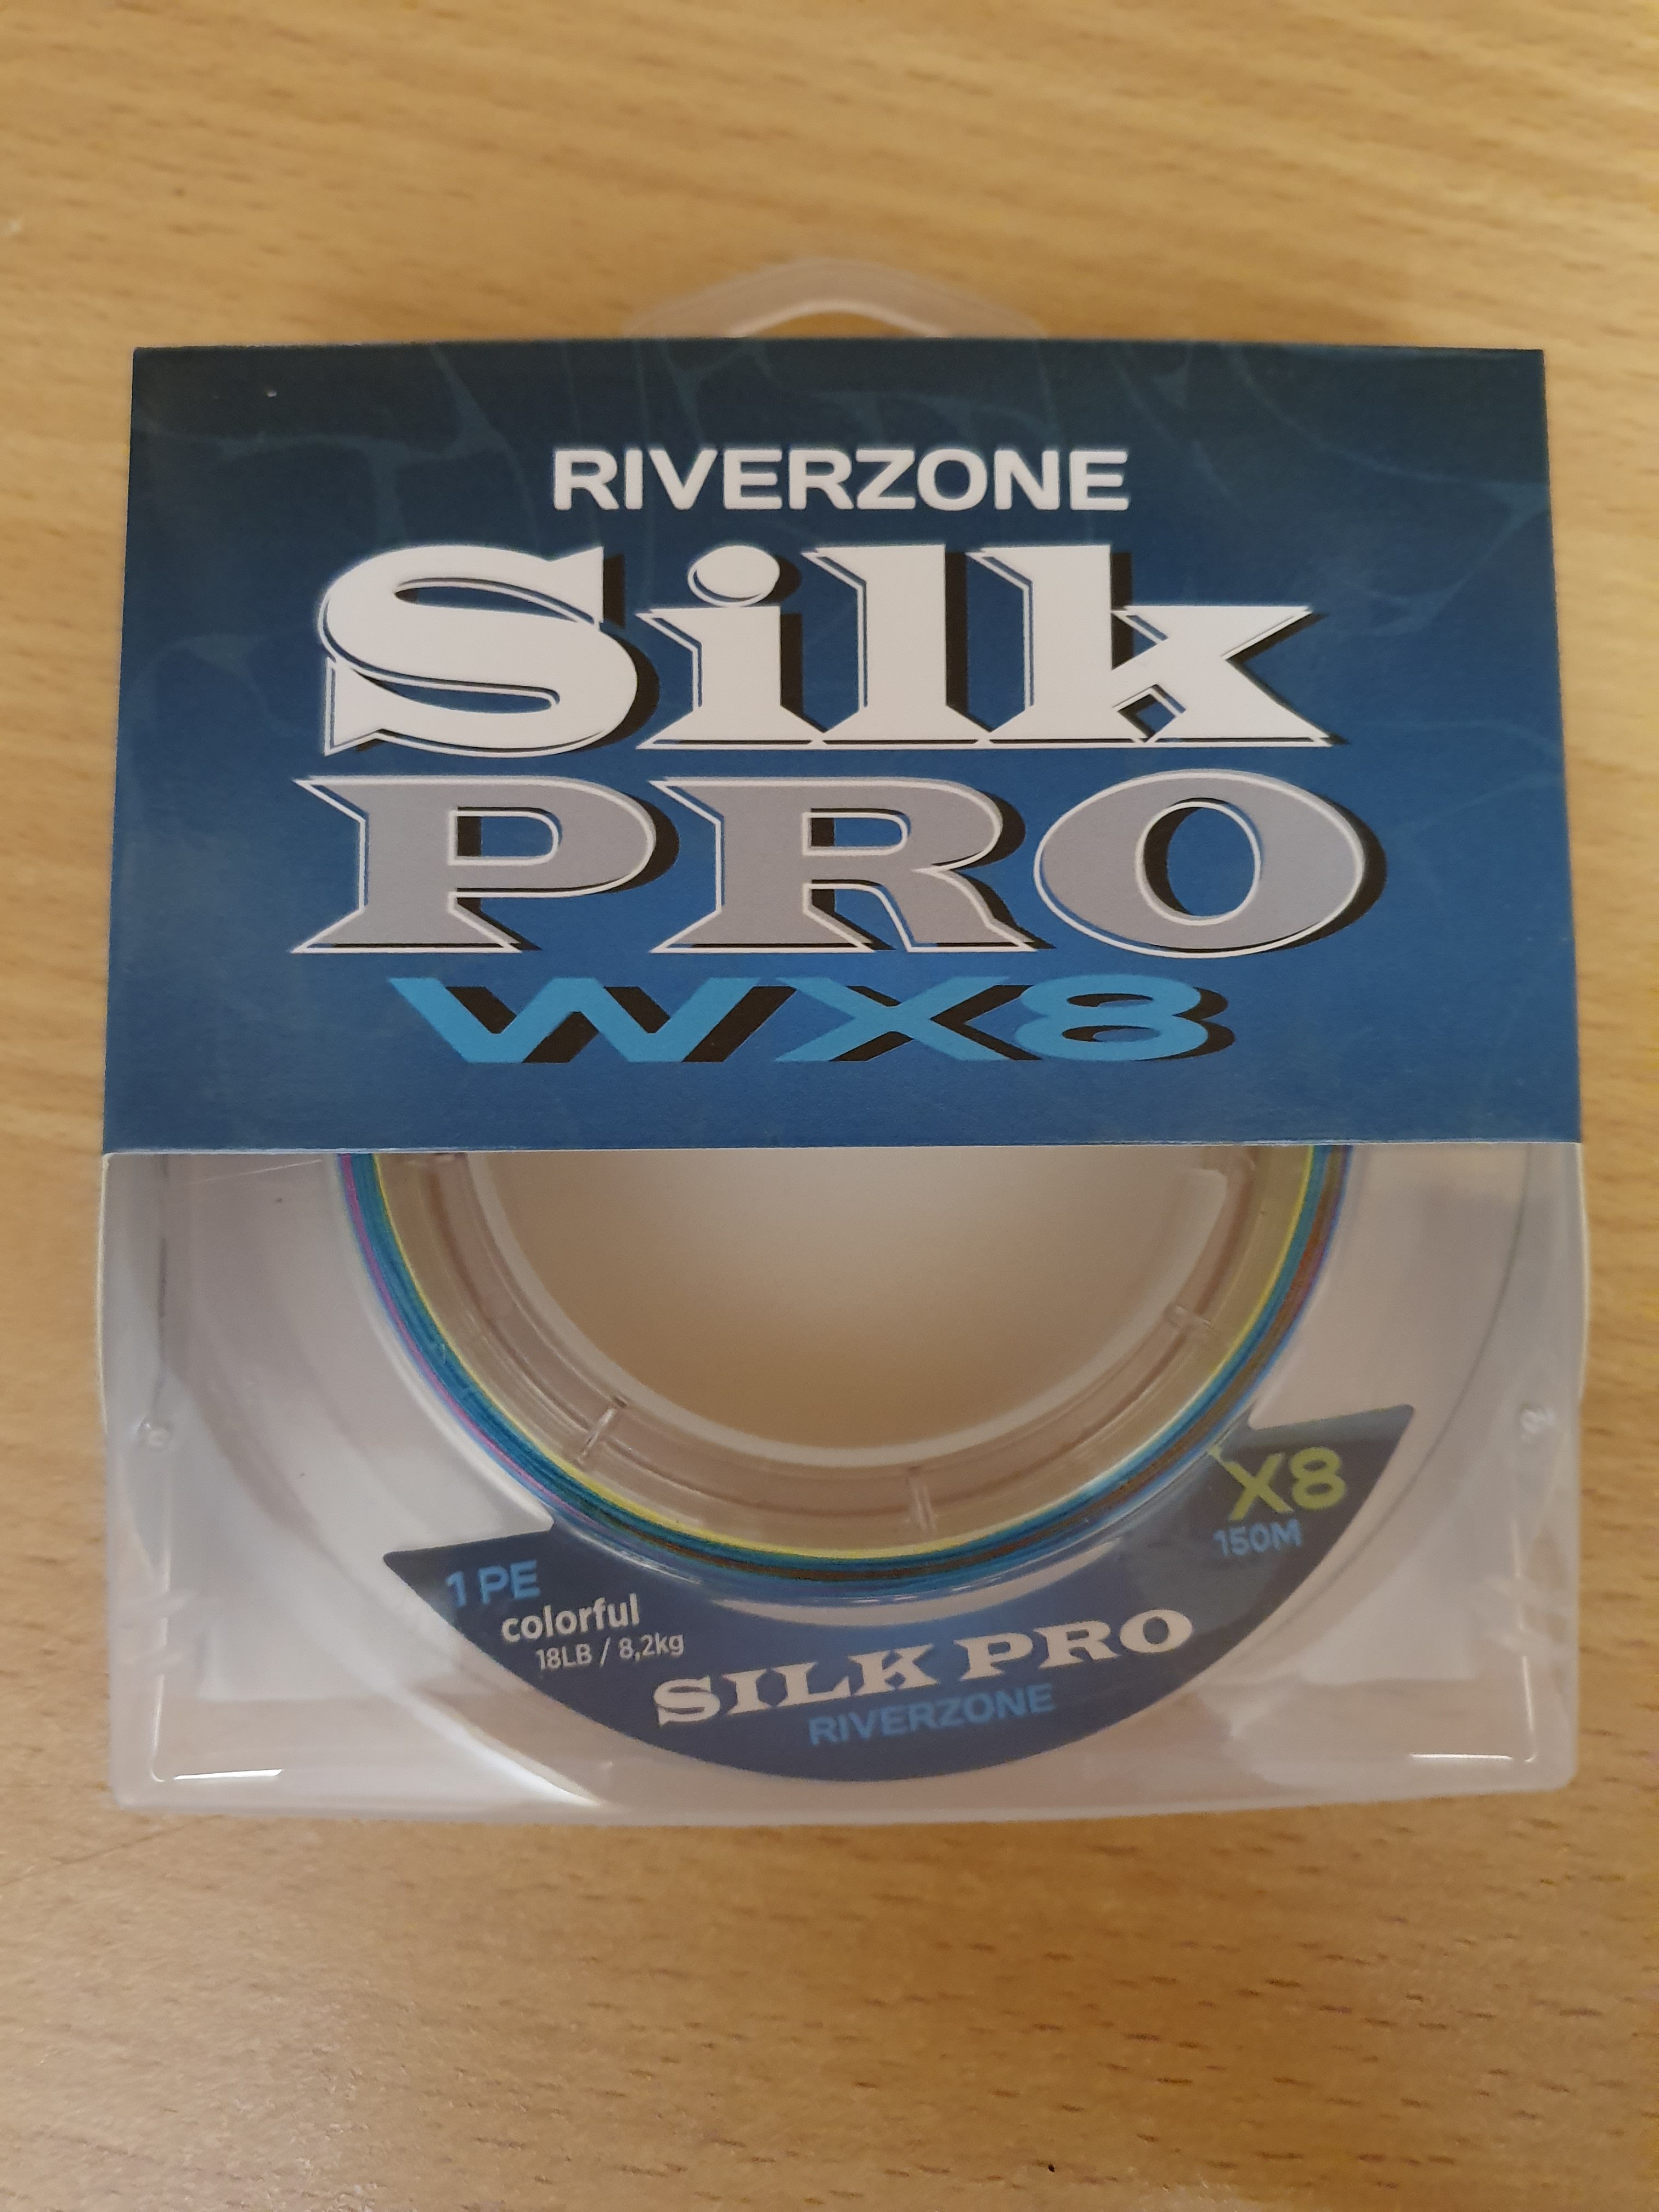 RIVERZONE
Silk
PRO
WX8
X8
150M
1 PE
colorful
18LB / 8,2kg
SILK PRO
RIVERZONE